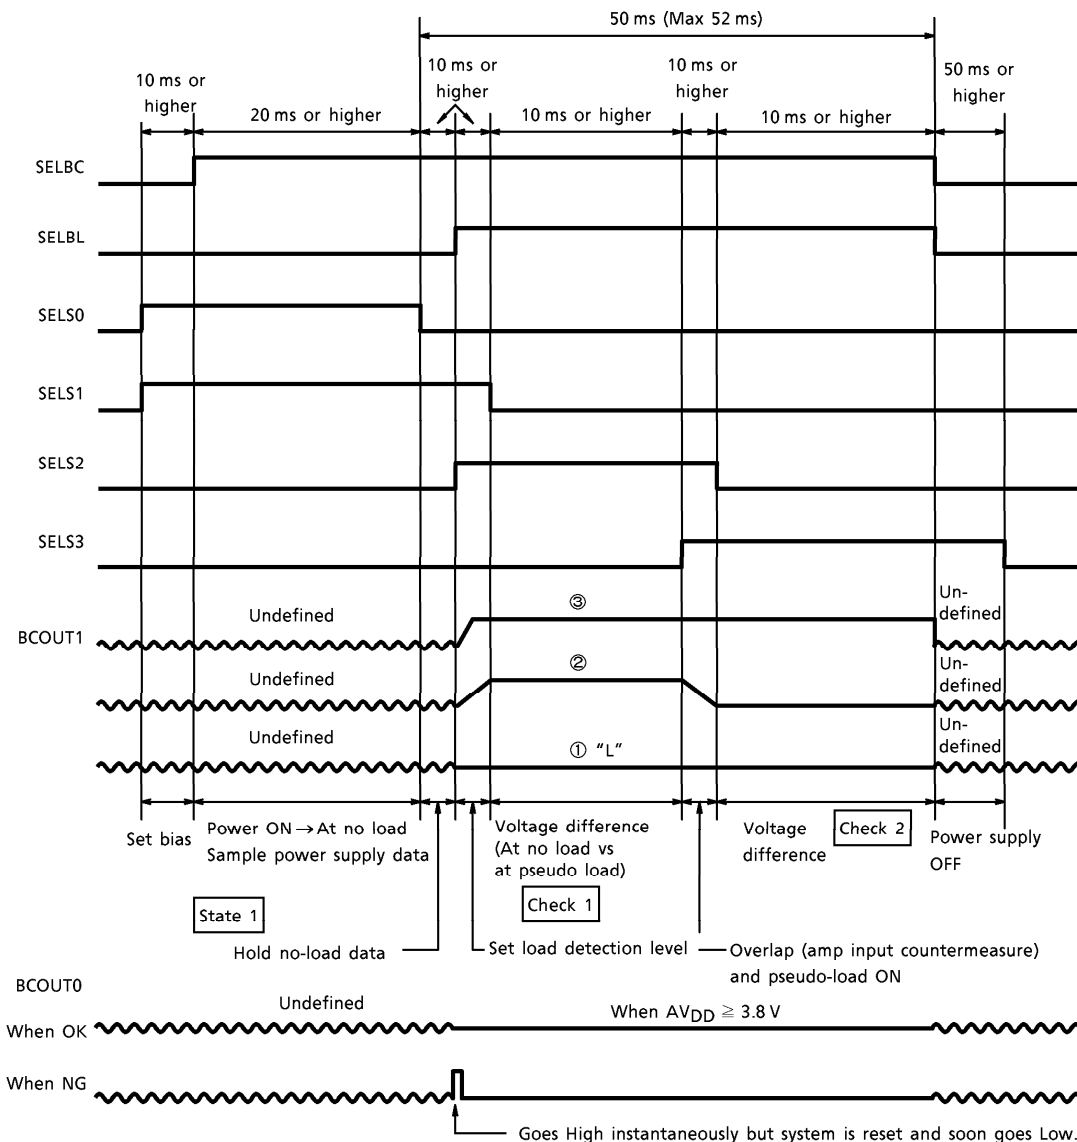 50 ms (Max 52 ms)
10 ms or
higher
20 ms or higher
10 ms or
higher
10 ms or higher
10 ms or
higher
10 ms or higher
50 ms or
higher
SELBC
SELBL
SELS0
SELS1
SELS2
SELS3
BCOUT1
Undefined
③
Un-
defined
Undefined
②
Un-
defined
Undefined
① "L"
Un-
defined
Set bias
Power ON → At no load
Sample power supply data
Voltage difference
(At no load vs
at pseudo load)
Voltage
difference
Check 2
Power supply
OFF
State 1
Check 1
Hold no-load data
Set load detection level
Overlap (amp input countermeasure)
and pseudo-load ON
BCOUT0
Undefined
When OK
When AVDD ≧ 3.8 V
When NG
Goes High instantaneously but system is reset and soon goes Low.